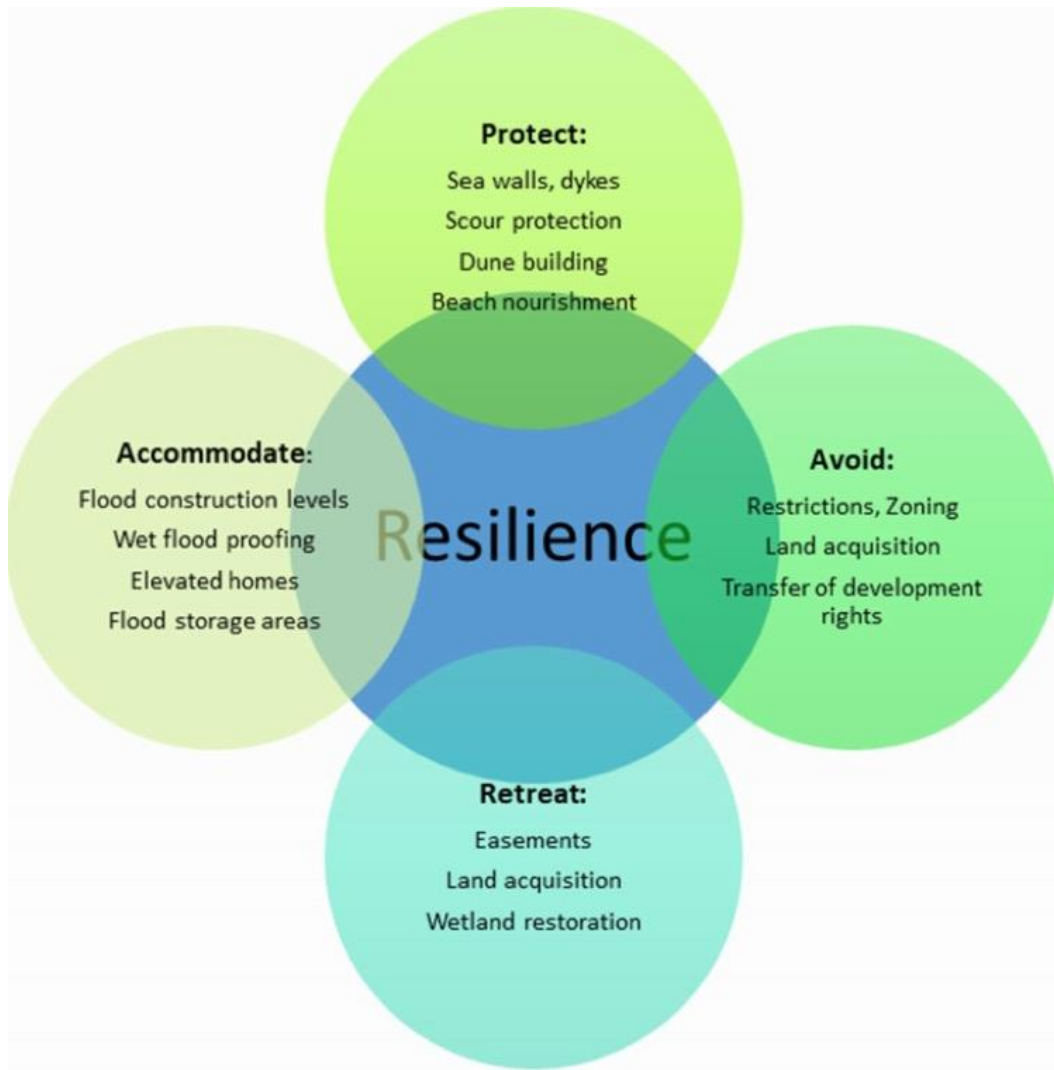 Protect:
Sea walls, dykes
Scour protection
Dune building
Beach nourishment
Accommodate:
Flood construction levels
Wet flood proofing
Elevated homes
Flood storage areas
Resilience
Avoid:
Restrictions, Zoning
Land acquisition
Transfer of development
rights
Retreat:
Easements
Land acquisition
Wetland restoration